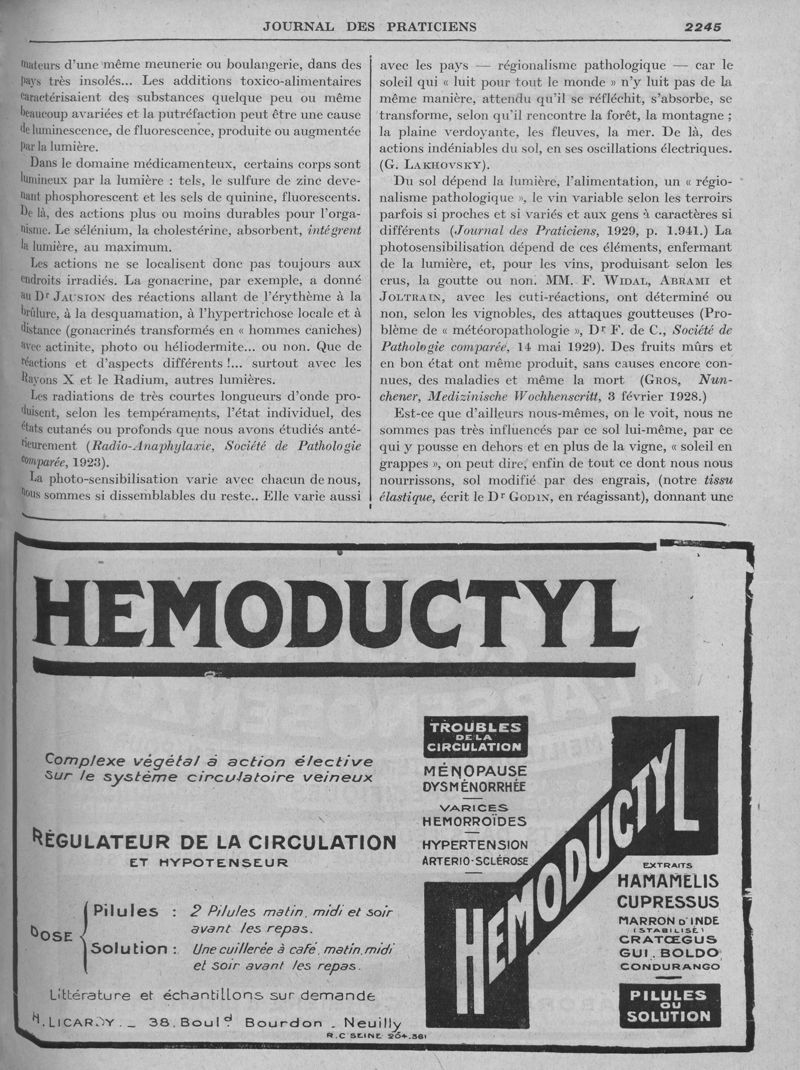 JOURNAL DES PRATICIENS 2245
mateurs d'une même meunerie ou boulangerie, dans des
pays très insolés... Les additions toxico-alimentaires
caractérisaient des substances quelque peu ou même
beaucoup avariées et la putréfaction peut être une cause
de luminescence, de fluorescence, produite ou augmentée
par la lumière.
Dans le domaine médicamenteux, certains corps sont
lumineux par la lumière : tels, le sulfure de zinc deve-
nant phosphorescent et les sels de quinine, fluorescents.
De là, des actions plus ou moins durables pour l'orga-
nisme. Le sélénium, la cholestérine, absorbent, intégrent
la lumière, au maximum.
Les actions ne se localisent donc pas toujours aux
endroits irradiés. La gonacrine, par exemple, a donné
au Dr JAUSION des réactions allant de l'érythème à la
brûlure, à la desquamation, à l'hypertrichose locale et à
distance (gonacrinés transformés en « hommes caniches)
avec actinite, photo ou héliodermite... ou non. Que de
réactions et d'aspects différents !... surtout avec les
Rayons X et le Radium, autres lumières.
Les radiations de très courtes longueurs d'onde pro-
duisent, selon les tempéraments, l'état individuel, des
états cutanés ou profonds que nous avons étudiés anté-
rieurement (Radio-Anaphylaxie, Société de Pathologie
comparée, 1923).
La photo-sensibilisation varie avec chacun de nous,
nous sommes si dissemblables du reste.. Elle varie aussi
avec les pays — régionalisme pathologique — car le
soleil qui « luit pour tout le monde » n'y luit pas de la
même manière, attendu qu'il se réfléchit, s'absorbe, se
transforme, selon qu'il rencontre la forêt, la montagne ;
la plaine verdoyante, les fleuves, la mer. De là, des
actions indéniables du sol, en ses oscillations électriques.
(G. LAKHOVSKY).
Du sol dépend la lumière, l'alimentation, un « régio-
nalisme pathologique », le vin variable selon les terroirs
parfois si proches et si variés et aux gens à caractères si
différents (Journal des Praticiens, 1929, p. 1.941.) La
photosensibilisation dépend de ces éléments, enfermant
de la lumière, et, pour les vins, produisant selon les
crus, la goutte ou non. MM. F. WIDAL, ABRAMI et
JOLTRAIN, avec les cuti-réactions, ont déterminé ou
non, selon les vignobles, des attaques goutteuses (Pro-
blème de « météoropathologie », Dr F. de C., Société de
Pathologie comparée, 14 mai 1929). Des fruits mûrs et
en bon état ont même produit, sans causes encore con-
nues, des maladies et même la mort (GROS, Nun-
chener, Medizinische Wochhenscritt, 3 février 1928.)
Est-ce que d'ailleurs nous-mêmes, on le voit, nous ne
sommes pas très influencés par ce sol lui-même, par ce
qui y pousse en dehors et en plus de la vigne, « soleil en
grappes », on peut dire, enfin de tout ce dont nous nous
nourrissons, sol modifié par des engrais, (notre tissu
élastique, écrit le Dr GODIN, en réagissant), donnant une
HEMODUCTYL
Complexe végétal à action élective
sur le système circulatoire veineux
RÉGULATEUR DE LA CIRCULATION
ET HYPOTENSEUR
DOSE
Pilules : 2 Pilules matin, midi et soir
avant les repas.
Solution : Une cuillerée à café, matin, midi
et soir avant les repas.
Littérature et échantillons sur demande
H. LICARDY._ 38. Bould Bourdon _ Neuilly
R.C SEINE 204.361
TROUBLES
DE LA
CIRCULATION
MÉNOPAUSE
DYSMÉNORRHÉE
VARICES
HEMORROÏDES
HYPERTENSION
ARTERIO-SCLÉROSE
HEMODUCTYL
EXTRAITS
HAMAMELIS
CUPRESSUS
MARRON D'INDE
(STABILISÉ)
CRATŒGUS
GUI. BOLDO
CONDURANGO
PILULES
OU
SOLUTION